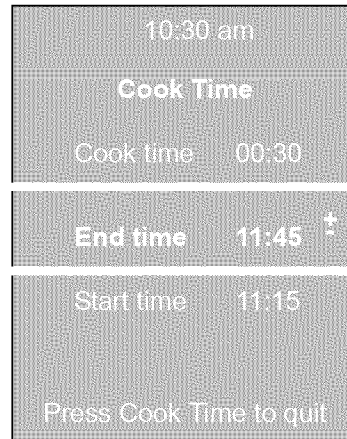 10:30 am
Cook Time
Cook time 00:30
End time 11:45 +-
Start time 11:15
Press Cook Time to quit